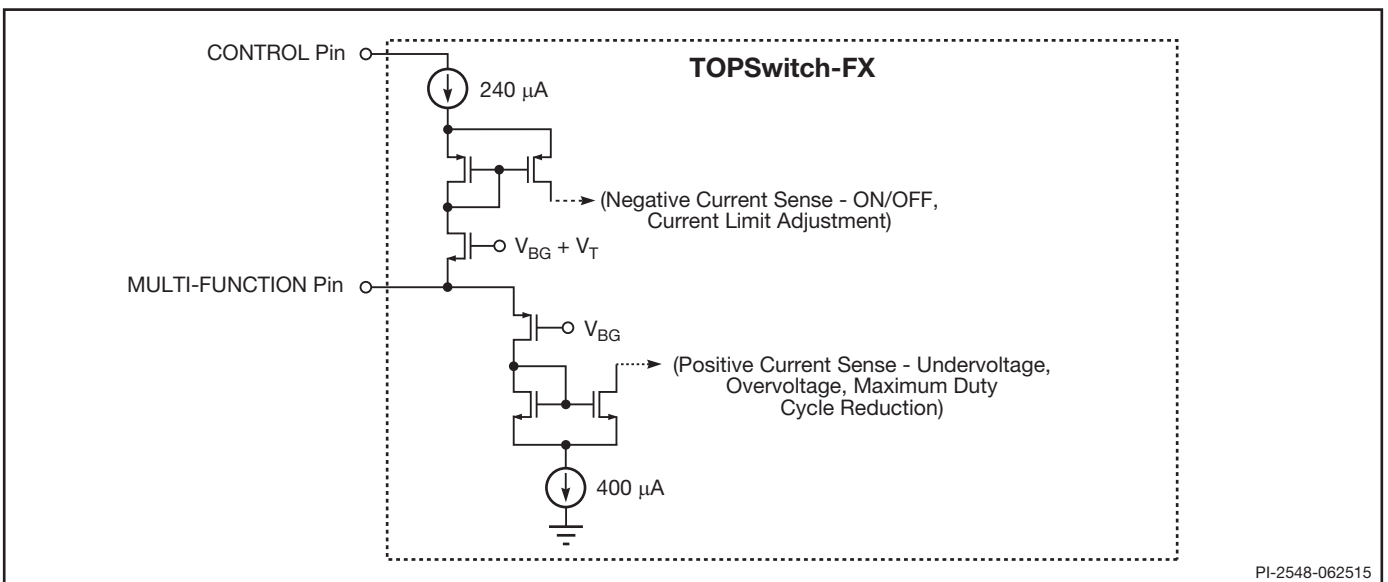 CONTROL Pin
TOPSwitch-FX
240 μA
(Negative Current Sense - ON/OFF,
Current Limit Adjustment)
V_BG + V_T
MULTI-FUNCTION Pin
V_BG
(Positive Current Sense - Undervoltage,
Overvoltage, Maximum Duty
Cycle Reduction)
400 μA
PI-2548-062515